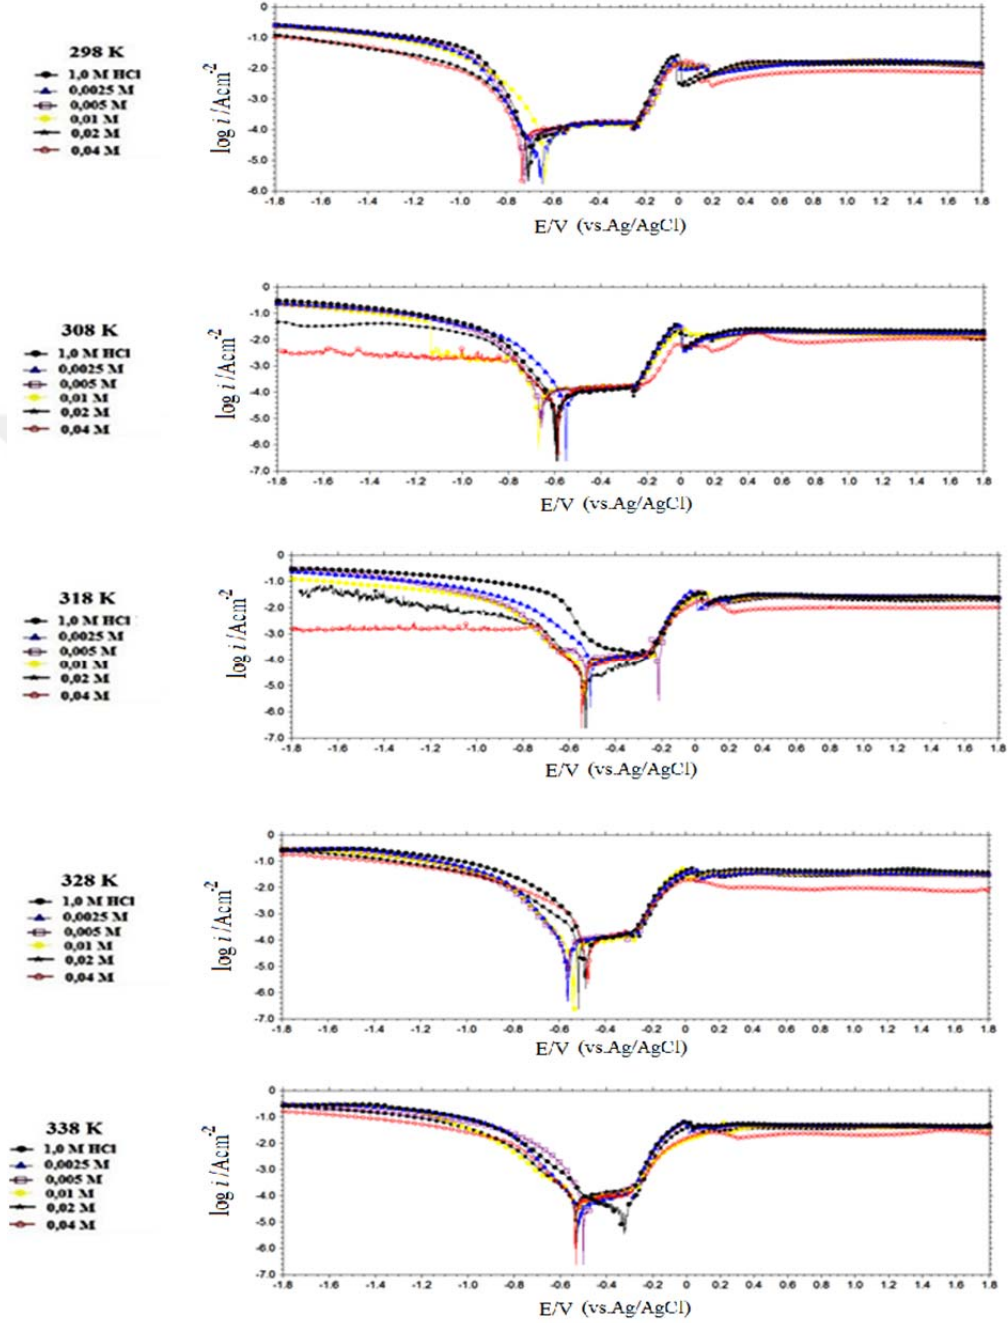 298 K
1,0 M HCl
0,0025 M
0,005 M
0,01 M
0,02 M
0,04 M
log i /Acm-2
0
-1.0
-2.0
-3.0
-4.0
-5.0
-6.0
-1.8 -1.6 -1.4 -1.2 -1.0 -0.8 -0.6 -0.4 -0.2 0 0.2 0.4 0.6 0.8 1.0 1.2 1.4 1.6 1.8
E/V (vs.Ag/AgCl)
308 K
1,0 M HCl
0,0025 M
0,005 M
0,01 M
0,02 M
0,04 M
log i /Acm-2
0
-1.0
-2.0
-3.0
-4.0
-5.0
-6.0
-7.0
-1.8 -1.6 -1.4 -1.2 -1.0 -0.8 -0.6 -0.4 -0.2 0 0.2 0.4 0.6 0.8 1.0 1.2 1.4 1.6 1.8
E/V (vs.Ag/AgCl)
318 K
1,0 M HCl
0,0025 M
0,005 M
0,01 M
0,02 M
0,04 M
log i /Acm-2
0
-1.0
-2.0
-3.0
-4.0
-5.0
-6.0
-7.0
-1.8 -1.6 -1.4 -1.2 -1.0 -0.8 -0.6 -0.4 -0.2 0 0.2 0.4 0.6 0.8 1.0 1.2 1.4 1.6 1.8
E/V (vs.Ag/AgCl)
328 K
1,0 M HCl
0,0025 M
0,005 M
0,01 M
0,02 M
0,04 M
log i /Acm-2
0
-1.0
-2.0
-3.0
-4.0
-5.0
-6.0
-7.0
-1.8 -1.6 -1.4 -1.2 -1.0 -0.8 -0.6 -0.4 -0.2 0 0.2 0.4 0.6 0.8 1.0 1.2 1.4 1.6 1.8
E/V (vs.Ag/AgCl)
338 K
1,0 M HCl
0,0025 M
0,005 M
0,01 M
0,02 M
0,04 M
log i /Acm-2
0
-1.0
-2.0
-3.0
-4.0
-5.0
-6.0
-7.0
-1.8 -1.6 -1.4 -1.2 -1.0 -0.8 -0.6 -0.4 -0.2 0 0.2 0.4 0.6 0.8 1.0 1.2 1.4 1.6 1.8
E/V (vs.Ag/AgCl)